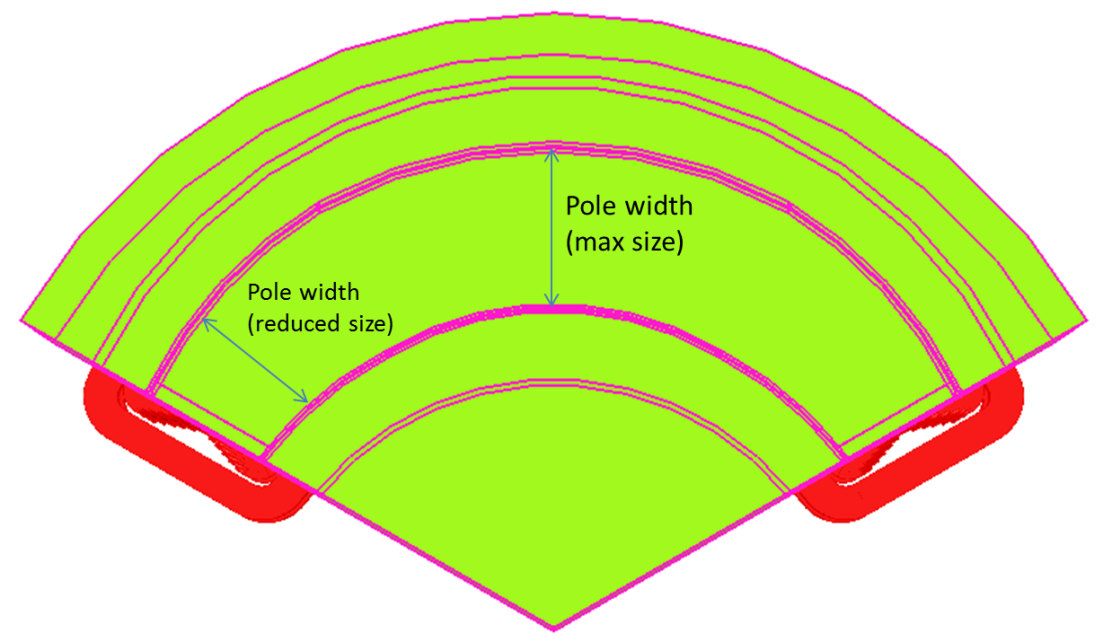 Pole width
(max size)
Pole width
(reduced size)